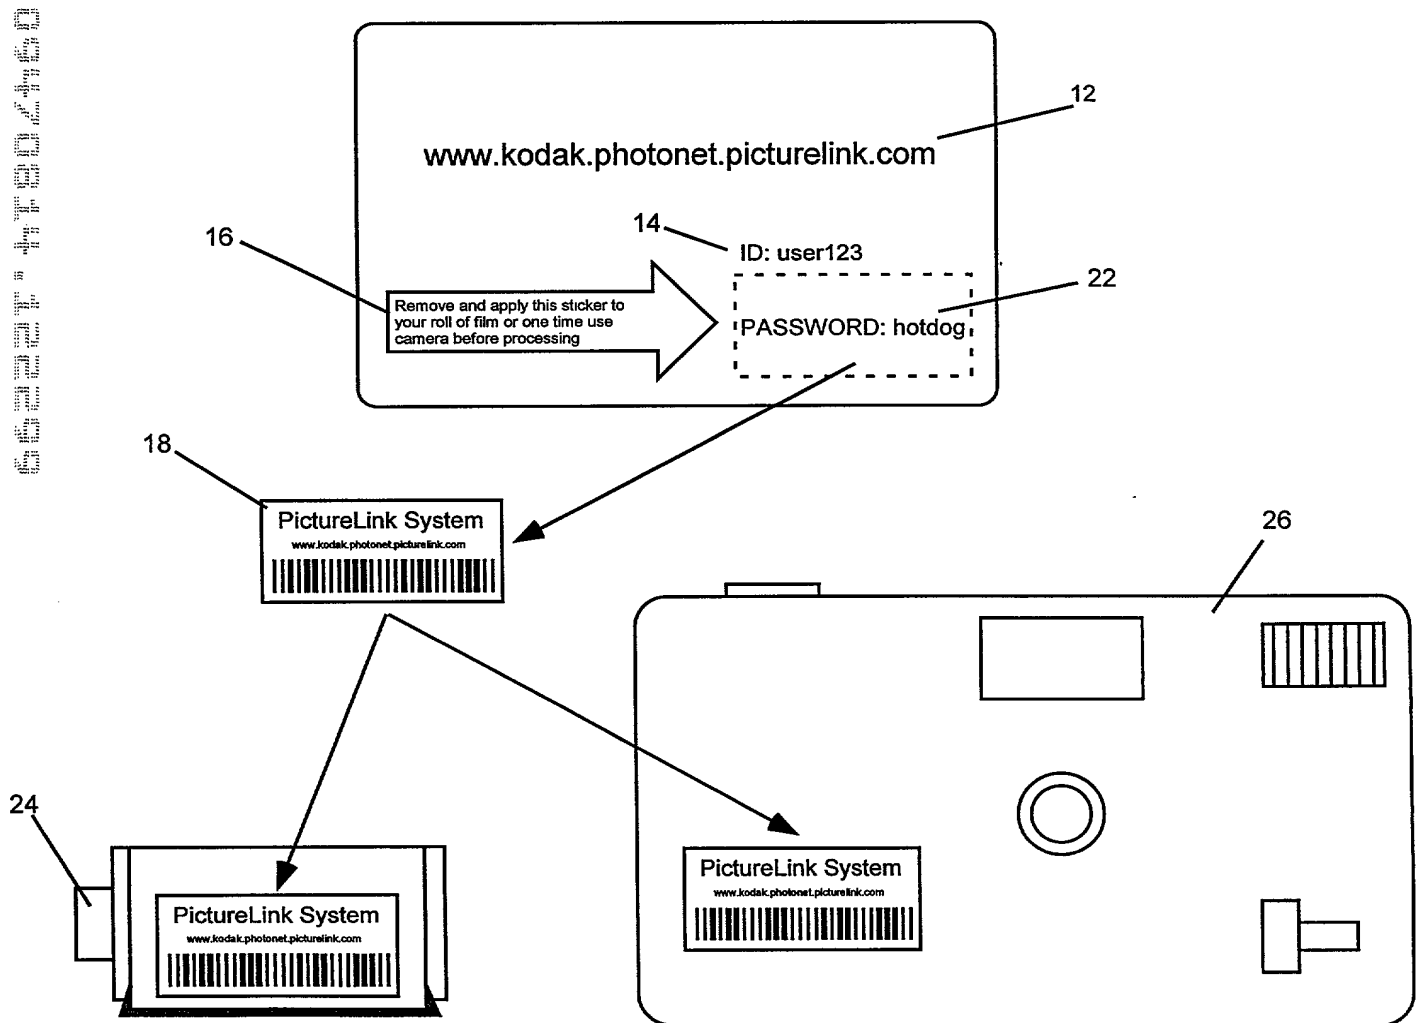 12
www.kodak.photonet.picturelink.com
14
16
ID: user123
22
Remove and apply this sticker to
your roll of film or one time use
camera before processing
PASSWORD: hotdog
18
PictureLink System
www.kodak.photonet.picturelink.com
26
24
PictureLink System
www.kodak.photonet.picturelink.com
PictureLink System
www.kodak.photonet.picturelink.com